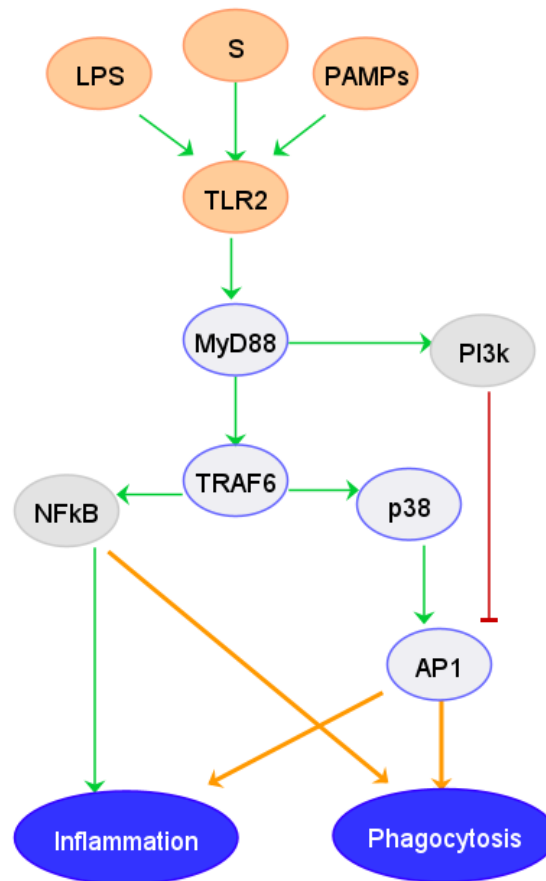 S
LPS
PAMPs
TLR2
MyD88
PI3k
TRAF6
NFkB
p38
AP1
Inflammation
Phagocytosis